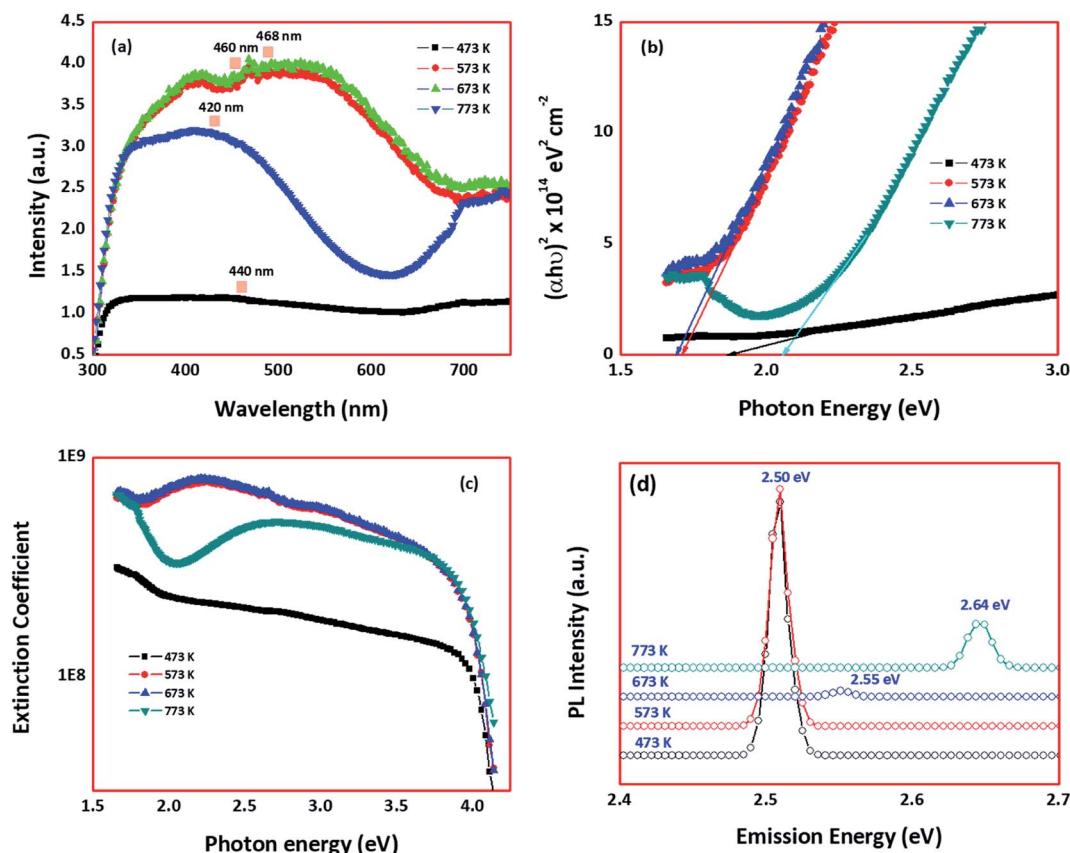 (a)
460 nm
468 nm
420 nm
440 nm
473 K
573 K
673 K
773 K
4.5
4.0
3.5
3.0
2.5
2.0
1.5
1.0
0.5
Intensity (a.u.)
300
400
500
600
700
Wavelength (nm)
(b)
473 K
573 K
673 K
773 K
15
10
5
0
(αhυ)² x 10¹⁴ eV² cm⁻²
1.5
2.0
2.5
3.0
Photon Energy (eV)
(c)
1E9
1E8
Extinction Coefficient
473 K
573 K
673 K
773 K
1.5
2.0
2.5
3.0
3.5
4.0
Photon energy (eV)
(d)
2.50 eV
2.64 eV
2.55 eV
773 K
673 K
573 K
473 K
PL Intensity (a.u.)
2.4
2.5
2.6
2.7
Emission Energy (eV)